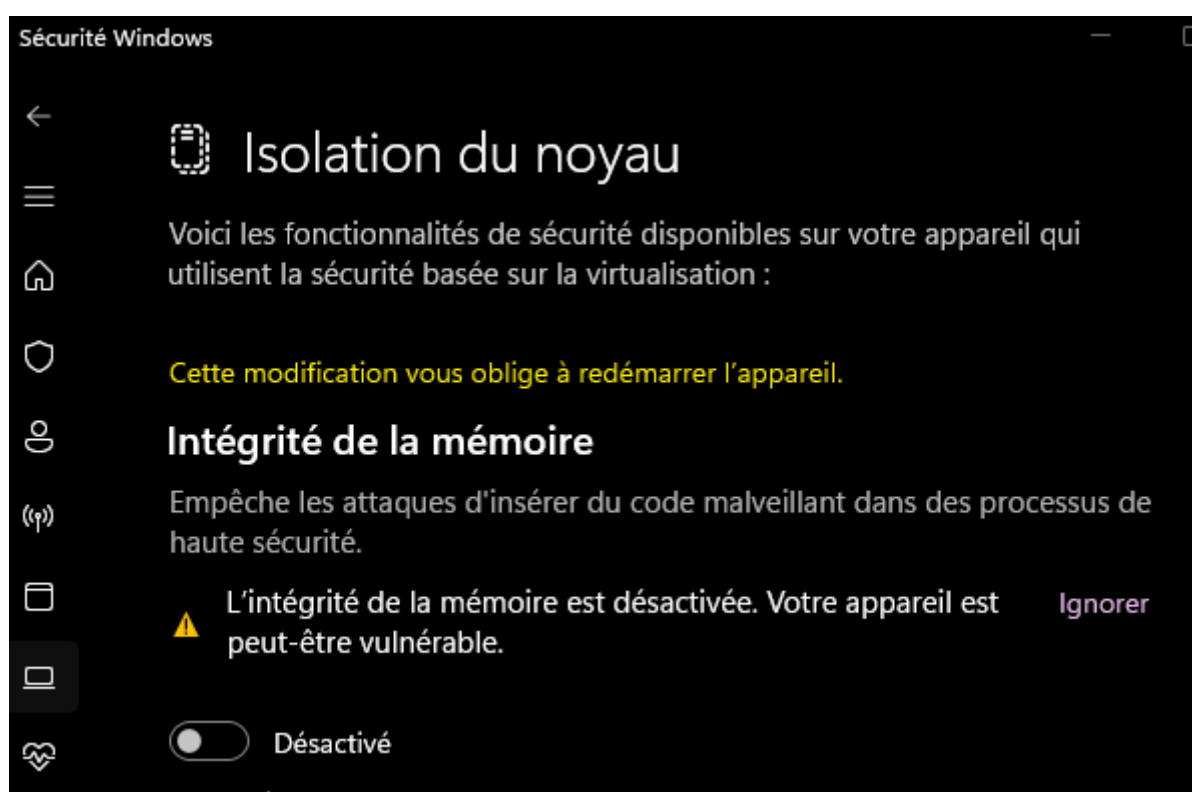 Sécurité Windows
Isolation du noyau
Voici les fonctionnalités de sécurité disponibles sur votre appareil qui
utilisent la sécurité basée sur la virtualisation :
Cette modification vous oblige à redémarrer l’appareil.
Intégrité de la mémoire
Empêche les attaques d'insérer du code malveillant dans des processus de
haute sécurité.
L’intégrité de la mémoire est désactivée. Votre appareil est
peut-être vulnérable.
Ignorer
Désactivé